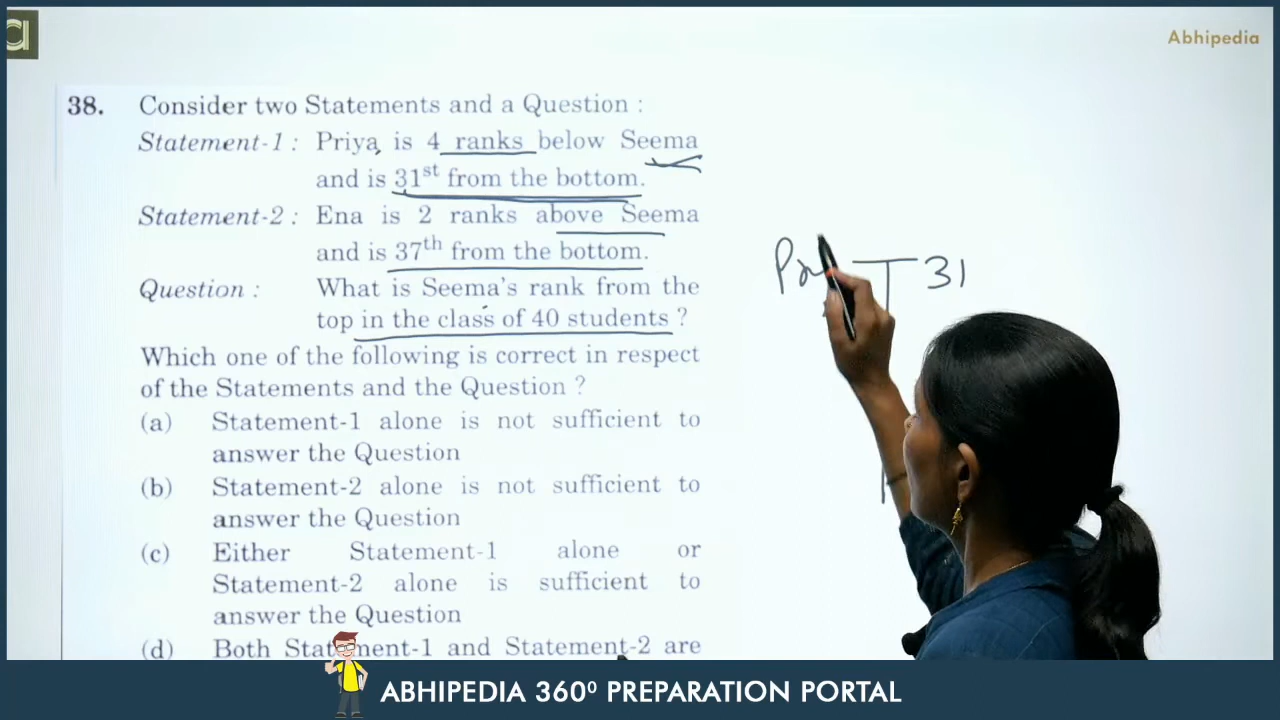 Abhipedia
38. Consider two Statements and a Question :
Statement-1 : Priya is 4 ranks below Seema
and is 31st from the bottom.
Statement-2 : Ena is 2 ranks above Seema
and is 37th from the bottom.
Question : What is Seema's rank from the
top in the class of 40 students ?
Which one of the following is correct in respect
of the Statements and the Question ?
(a) Statement-1 alone is not sufficient to
answer the Question
(b) Statement-2 alone is not sufficient to
answer the Question
(c) Either Statement-1 alone or
Statement-2 alone is sufficient to
answer the Question
(d) Both Statement-1 and Statement-2 are
31
ABHIPEDIA 360⁰ PREPARATION PORTAL